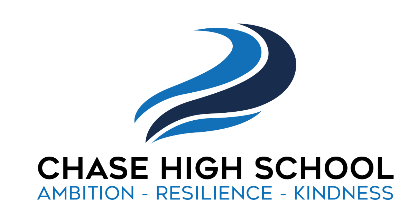 CHASE HIGH SCHOOL
AMBITION - RESILIENCE - KINDNESS